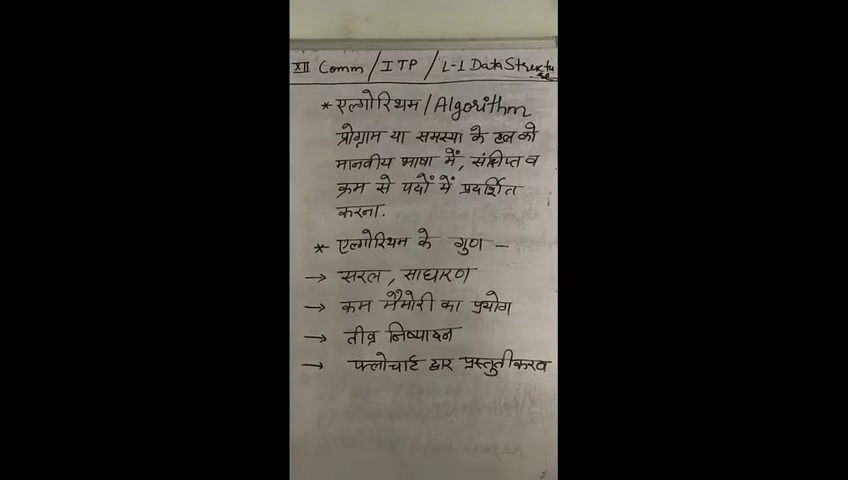 XII Comm / ITP / L-1 Data Structure
* एल्गोरिथम / Algorithm
प्रोग्राम या समस्या के हल को
मानवीय भाषा में, संक्षिप्त व
क्रम से पदों में प्रदर्शित
करना.
* एल्गोरिथम के गुण –
→ सरल, साधारण
→ कम मैमोरी का प्रयोग
→ तीव्र निष्पादन
→ फ्लोचार्ट द्वार प्रस्तुतीकरव